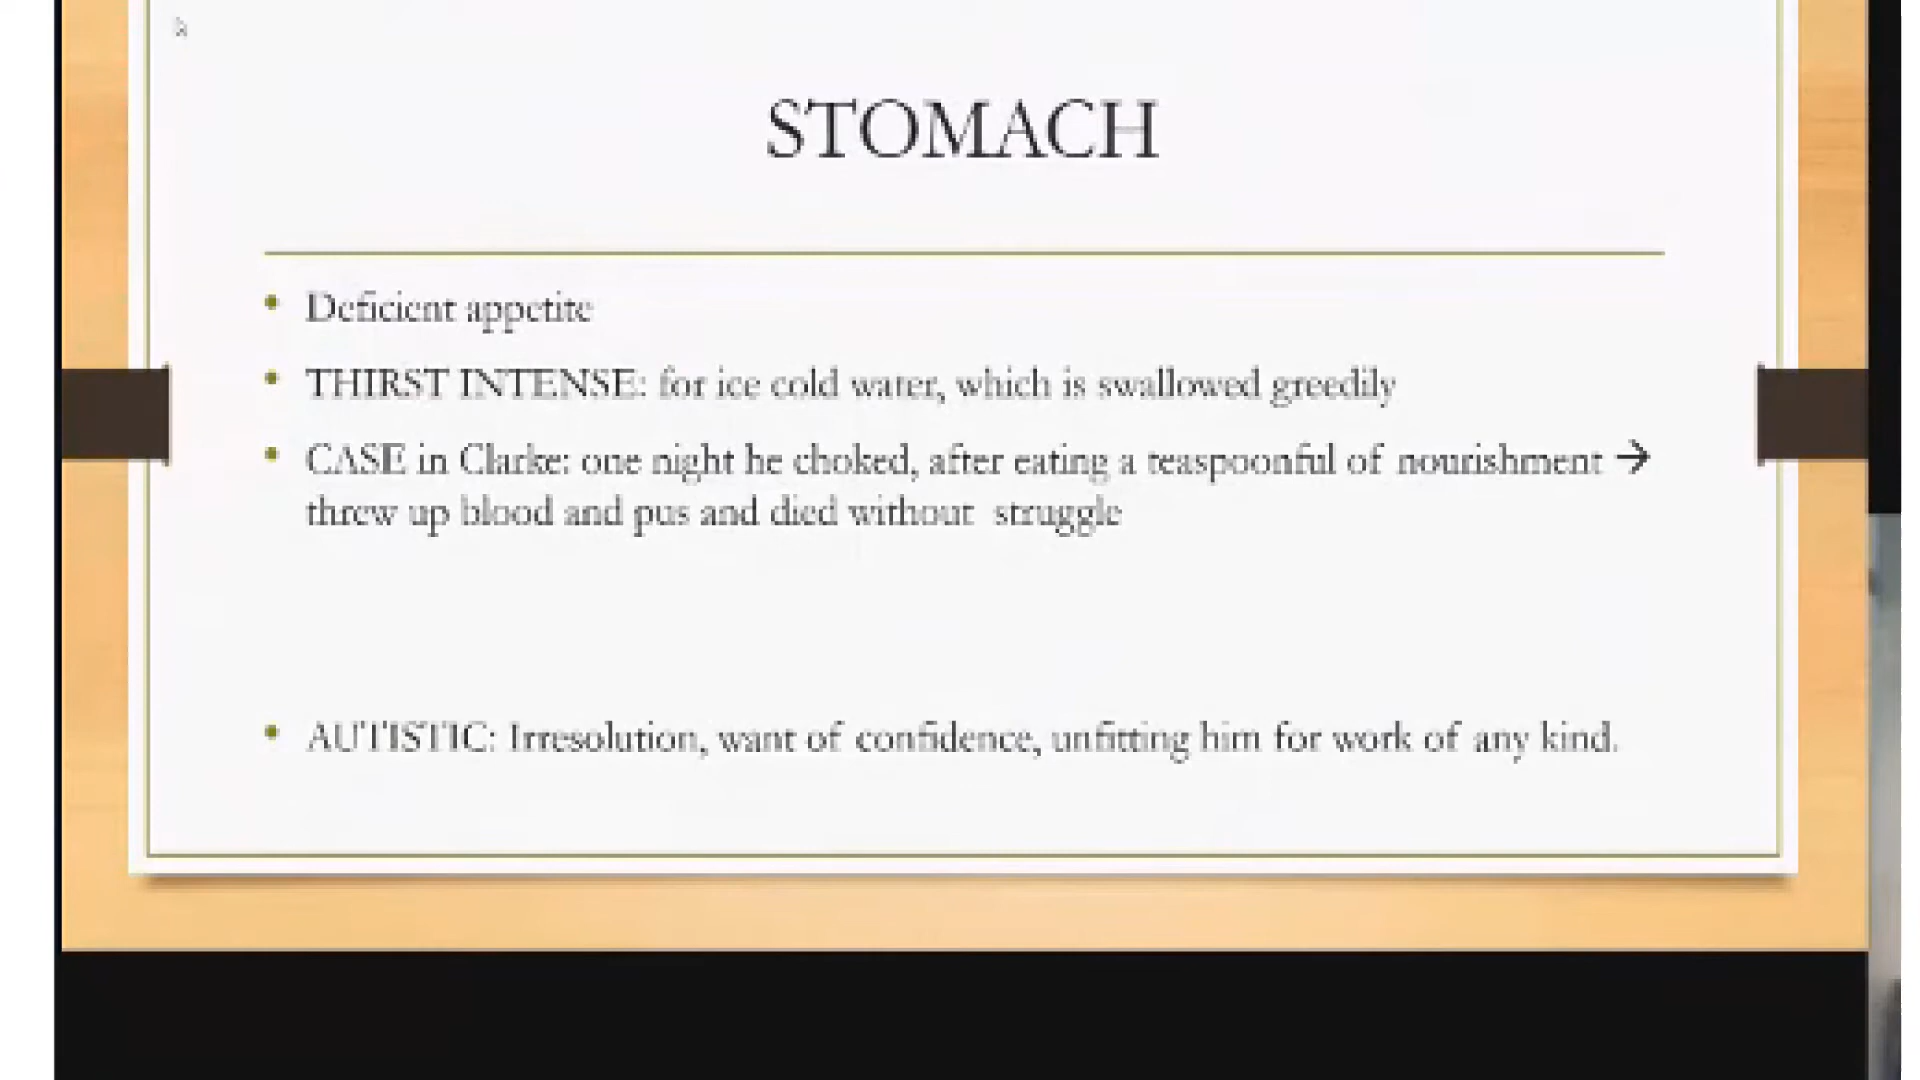 STOMACH
• Deficient appetite
• THIRST INTENSE: for ice cold water, which is swallowed greedily
• CASE in Clarke: one night he choked, after eating a teaspoonful of nourishment →
threw up blood and pus and died without struggle
• AUTISTIC: Irresolution, want of confidence, unfitting him for work of any kind.